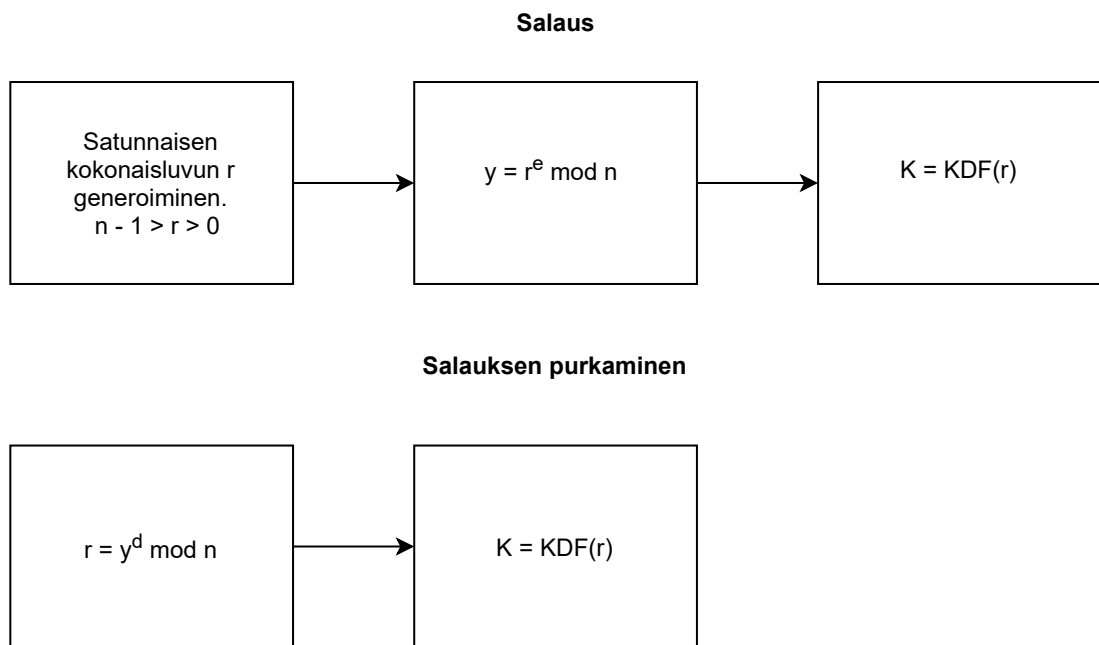 Salaus
Satunnaisen
kokonaisluvun r
generoiminen.
n - 1 > r > 0
y = r^e mod n
K = KDF(r)
Salauksen purkaminen
r = y^d mod n
K = KDF(r)